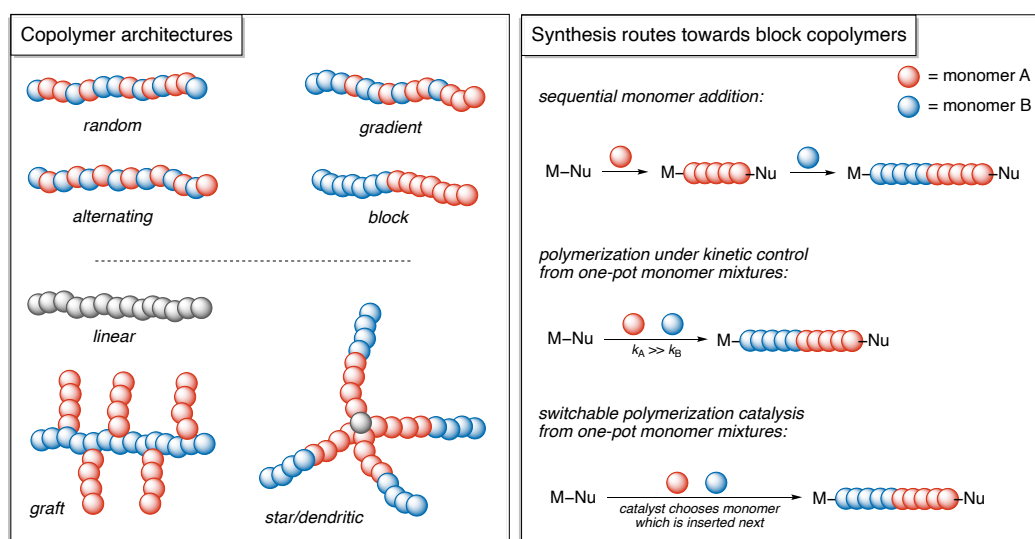 Copolymer architectures
random
gradient
alternating
block
linear
graft
star/dendritic
Synthesis routes towards block copolymers
= monomer A
= monomer B
sequential monomer addition:
M–Nu
M–
–Nu
M–
–Nu
polymerization under kinetic control
from one-pot monomer mixtures:
M–Nu
kA >> kB
M–
–Nu
switchable polymerization catalysis
from one-pot monomer mixtures:
M–Nu
catalyst chooses monomer
which is inserted next
M–
–Nu